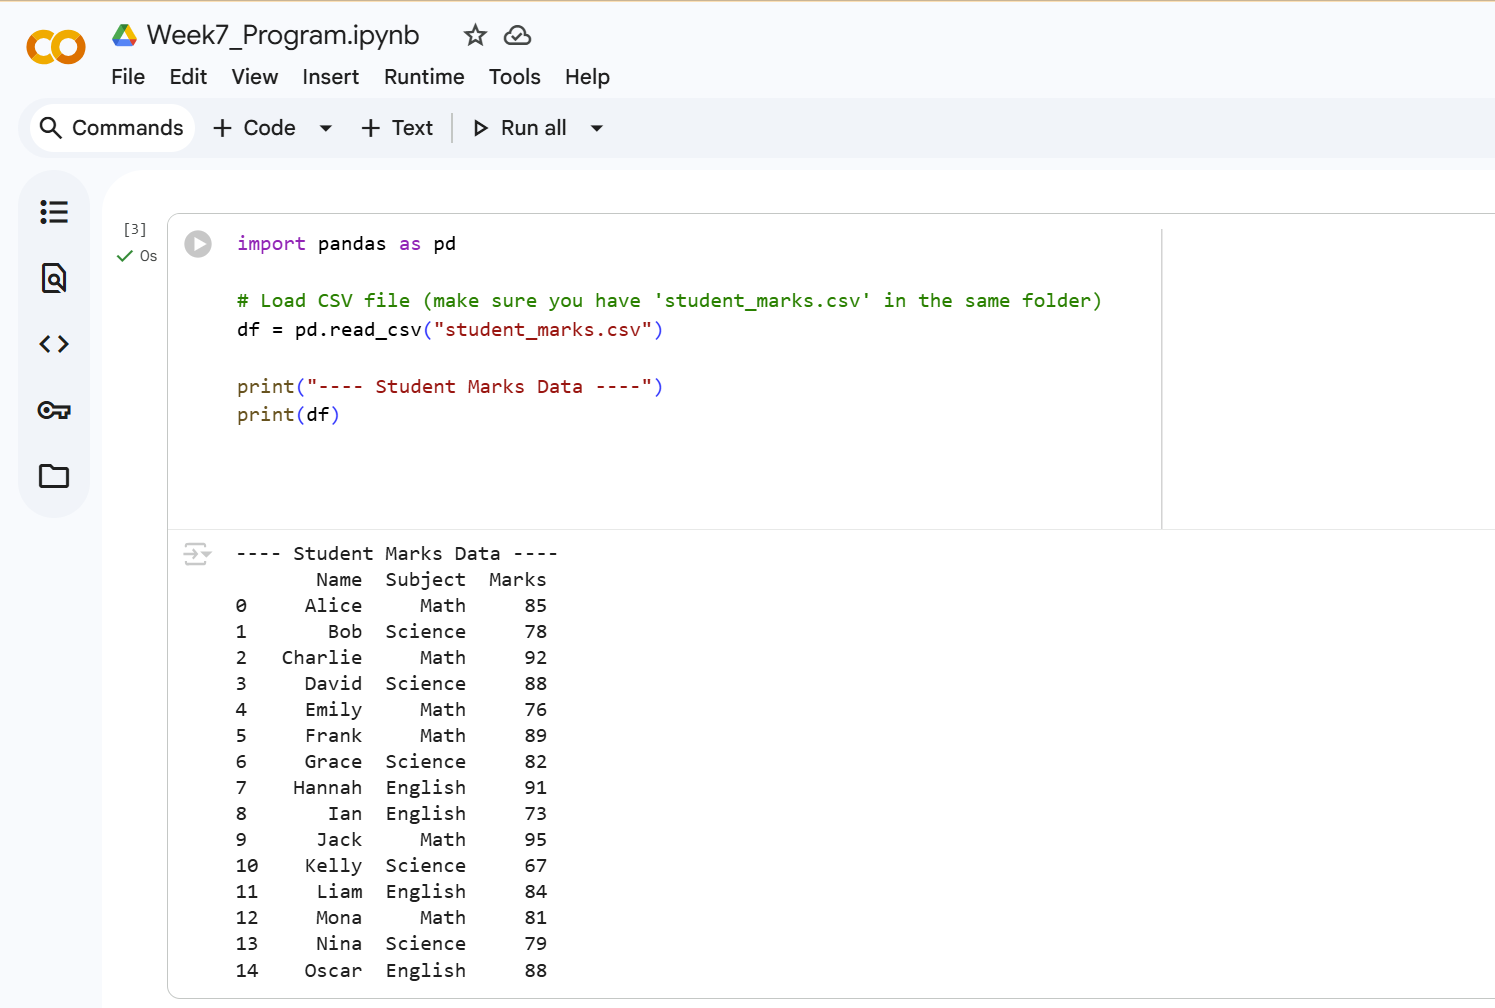 Week7_Program.ipynb
File Edit View Insert Runtime Tools Help
Commands + Code + Text Run all
[3]
0s
import pandas as pd
# Load CSV file (make sure you have 'student_marks.csv' in the same folder)
df = pd.read_csv("student_marks.csv")
print("---- Student Marks Data ----")
print(df)
---- Student Marks Data ----
Name Subject Marks
0 Alice Math 85
1 Bob Science 78
2 Charlie Math 92
3 David Science 88
4 Emily Math 76
5 Frank Math 89
6 Grace Science 82
7 Hannah English 91
8 Ian English 73
9 Jack Math 95
10 Kelly Science 67
11 Liam English 84
12 Mona Math 81
13 Nina Science 79
14 Oscar English 88